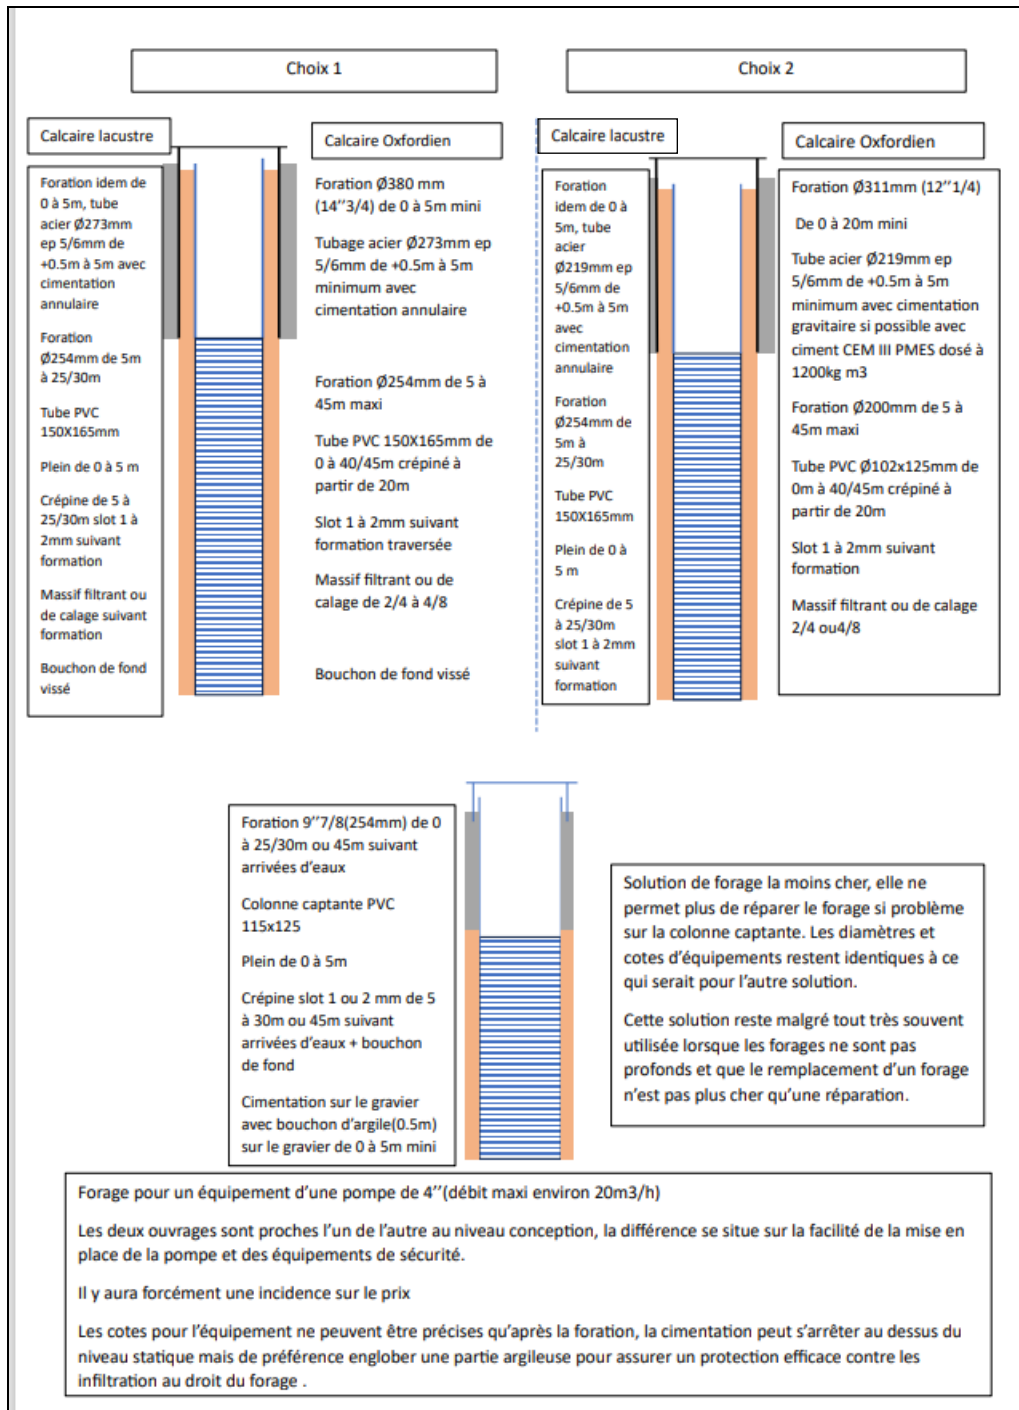 Choix 1
Choix 2
Calcaire lacustre
Foration idem de
0 à 5m, tube
acier Ø273mm
ep 5/6mm de
+0.5m à 5m avec
cimentation
annulaire
Foration
Ø254mm de 5m
à 25/30m
Tube PVC
150X165mm
Plein de 0 à 5 m
Crépine de 5 à
25/30m slot 1 à
2mm suivant
formation
Massif filtrant ou
de calage suivant
formation
Bouchon de fond
vissé
Calcaire Oxfordien
Foration Ø380 mm
(14’’3/4) de 0 à 5m mini
Tubage acier Ø273mm ep
5/6mm de +0.5m à 5m
minimum avec
cimentation annulaire
Foration Ø254mm de 5 à
45m maxi
Tube PVC 150X165mm de
0 à 40/45m crépiné à
partir de 20m
Slot 1 à 2mm suivant
formation traversée
Massif filtrant ou de
calage de 2/4 à 4/8
Bouchon de fond vissé
Calcaire lacustre
Foration
idem de 0 à
5m, tube
acier
Ø219mm ep
5/6mm de
+0.5m à 5m
avec
cimentation
annulaire
Foration
Ø254mm de
5m à
25/30m
Tube PVC
150X165mm
Plein de 0 à
5 m
Crépine de 5
à 25/30m
slot 1 à 2mm
suivant
formation
Calcaire Oxfordien
Foration Ø311mm (12’’1/4)
De 0 à 20m mini
Tube acier Ø219mm ep
5/6mm de +0.5m à 5m
minimum avec cimentation
gravitaire si possible avec
ciment CEM III PMES dosé à
1200kg m3
Foration Ø200mm de 5 à
45m maxi
Tube PVC Ø102x125mm de
0m à 40/45m crépiné à
partir de 20m
Slot 1 à 2mm suivant
formation
Massif filtrant ou de calage
2/4 ou4/8
Foration 9’’7/8(254mm) de 0
à 25/30m ou 45m suivant
arrivées d’eaux
Colonne captante PVC
115x125
Plein de 0 à 5m
Crépine slot 1 ou 2 mm de 5
à 30m ou 45m suivant
arrivées d’eaux + bouchon
de fond
Cimentation sur le gravier
avec bouchon d’argile(0.5m)
sur le gravier de 0 à 5m mini
Solution de forage la moins cher, elle ne
permet plus de réparer le forage si problème
sur la colonne captante. Les diamètres et
cotes d’équipements restent identiques à ce
qui serait pour l’autre solution.
Cette solution reste malgré tout très souvent
utilisée lorsque les forages ne sont pas
profonds et que le remplacement d’un forage
n’est pas plus cher qu’une réparation.
Forage pour un équipement d’une pompe de 4’’(débit maxi environ 20m3/h)
Les deux ouvrages sont proches l’un de l’autre au niveau conception, la différence se situe sur la facilité de la mise en
place de la pompe et des équipements de sécurité.
Il y aura forcément une incidence sur le prix
Les cotes pour l’équipement ne peuvent être précises qu’après la foration, la cimentation peut s’arrêter au dessus du
niveau statique mais de préférence englober une partie argileuse pour assurer un protection efficace contre les
infiltration au droit du forage .